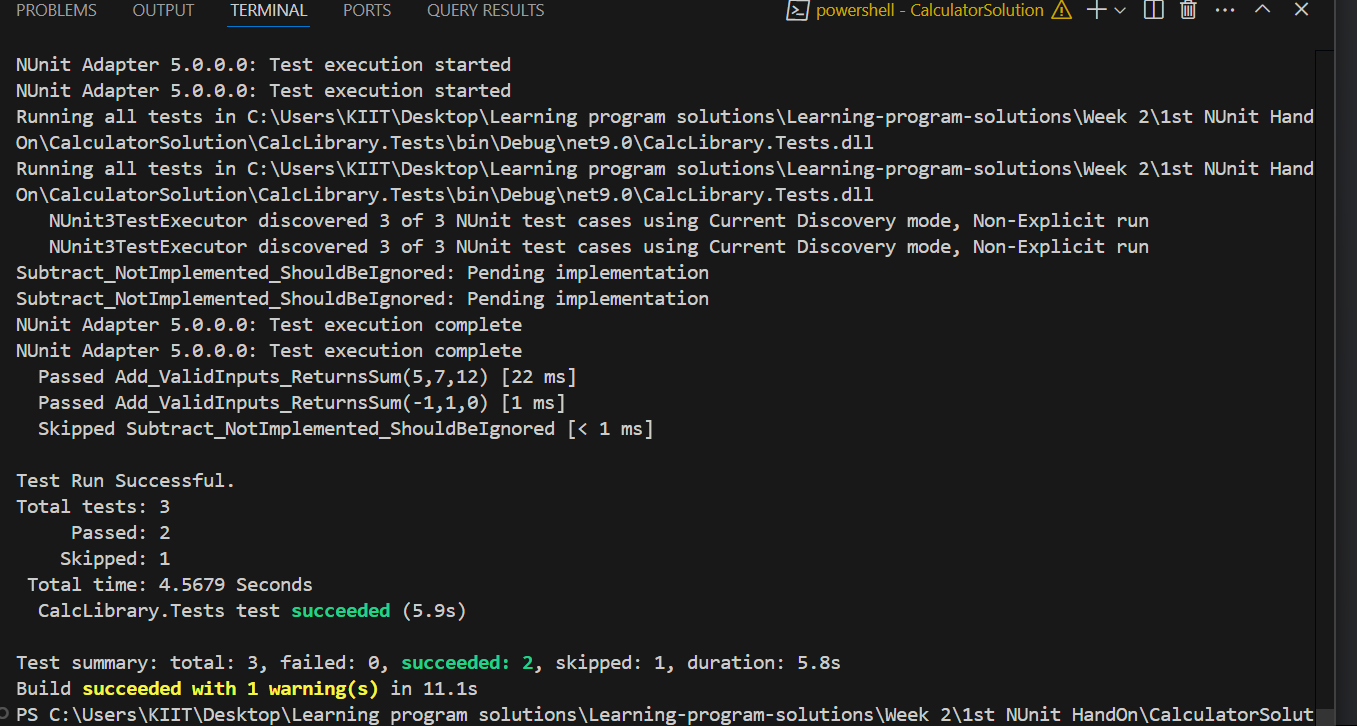 PROBLEMS OUTPUT TERMINAL PORTS QUERY RESULTS powershell - CalculatorSolution
NUnit Adapter 5.0.0.0: Test execution started
NUnit Adapter 5.0.0.0: Test execution started
Running all tests in C:\Users\KIIT\Desktop\Learning program solutions\Learning-program-solutions\Week 2\1st NUnit Hand
On\CalculatorSolution\CalcLibrary.Tests\bin\Debug\net9.0\CalcLibrary.Tests.dll
Running all tests in C:\Users\KIIT\Desktop\Learning program solutions\Learning-program-solutions\Week 2\1st NUnit Hand
On\CalculatorSolution\CalcLibrary.Tests\bin\Debug\net9.0\CalcLibrary.Tests.dll
NUnit3TestExecutor discovered 3 of 3 NUnit test cases using Current Discovery mode, Non-Explicit run
NUnit3TestExecutor discovered 3 of 3 NUnit test cases using Current Discovery mode, Non-Explicit run
Subtract_NotImplemented_ShouldBeIgnored: Pending implementation
Subtract_NotImplemented_ShouldBeIgnored: Pending implementation
NUnit Adapter 5.0.0.0: Test execution complete
NUnit Adapter 5.0.0.0: Test execution complete
Passed Add_ValidInputs_ReturnsSum(5,7,12) [22 ms]
Passed Add_ValidInputs_ReturnsSum(-1,1,0) [1 ms]
Skipped Subtract_NotImplemented_ShouldBeIgnored [< 1 ms]
Test Run Successful.
Total tests: 3
Passed: 2
Skipped: 1
Total time: 4.5679 Seconds
CalcLibrary.Tests test succeeded (5.9s)
Test summary: total: 3, failed: 0, succeeded: 2, skipped: 1, duration: 5.8s
Build succeeded with 1 warning(s) in 11.1s
PS C:\Users\KIIT\Desktop\Learning program solutions\Learning-program-solutions\Week 2\1st NUnit HandOn\CalculatorSolut